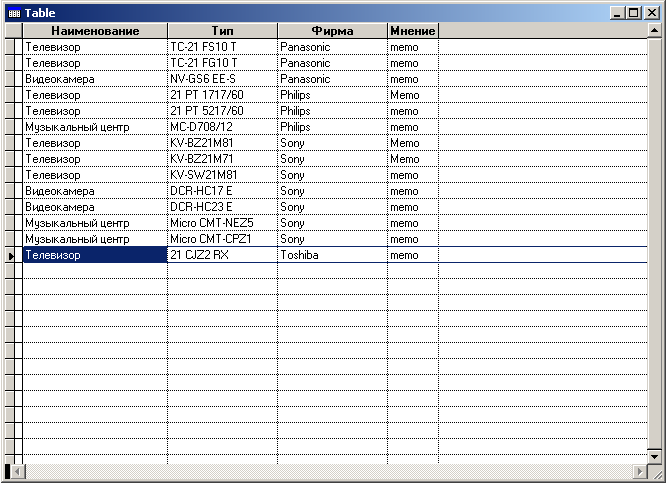 Table
Наименование Тип Фирма Мнение
Телевизор TC-21 FS10 T Panasonic memo
Телевизор TC-21 FG10 T Panasonic memo
Видеокамера NV-GS6 EE-S Panasonic memo
Телевизор 21 PT 1717/60 Philips Memo
Телевизор 21 PT 5217/60 Philips memo
Музыкальный центр MC-D708/12 Philips memo
Телевизор KV-BZ21M81 Sony Memo
Телевизор KV-BZ21M71 Sony Memo
Телевизор KV-SW21M81 Sony memo
Видеокамера DCR-HC17 E Sony memo
Видеокамера DCR-HC23 E Sony memo
Музыкальный центр Micro CMT-NEZ5 Sony memo
Музыкальный центр Micro CMT-CPZ1 Sony memo
Телевизор 21 CJZ2 RX Toshiba memo